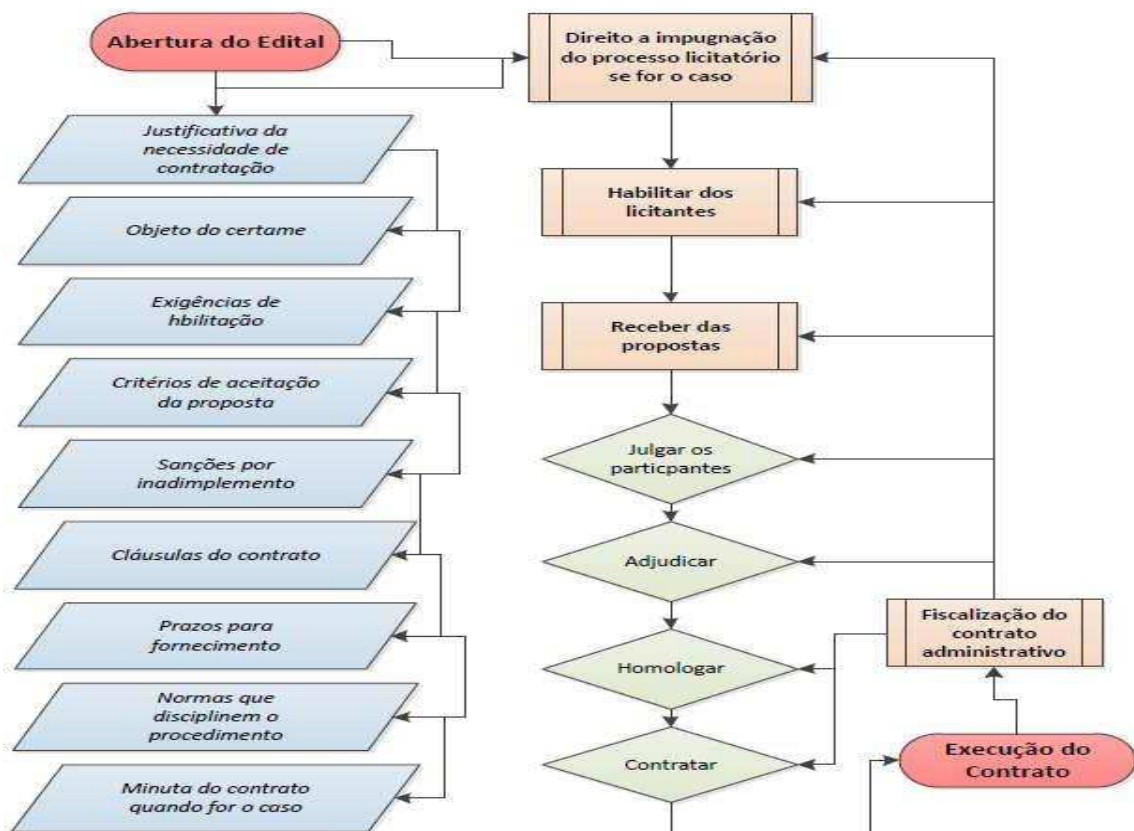 Abertura do Edital
Justificativa da
necessidade de
contratação
Objeto do certame
Exigências de
hbilitação
Critérios de aceitação
da proposta
Sanções por
inadimplemento
Cláusulas do contrato
Prazos para
fornecimento
Normas que
disciplinem o
procedimento
Minuta do contrato
quando for o caso
Direito a impugnação
do processo licitatório
se for o caso
Habilitar dos
licitantes
Receber das
propostas
Julgar os
particpantes
Adjudicar
Homologar
Contratar
Fiscalização do
contrato
administrativo
Execução do
Contrato